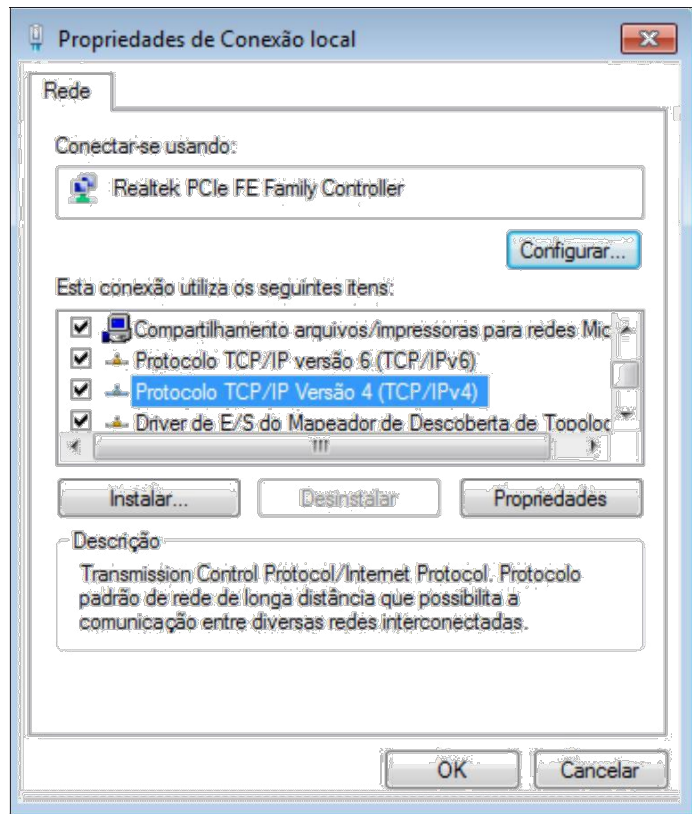 Propriedades de Conexão local
Rede
Conectar-se usando:
Realtek PCIe FE Family Controller
Configurar...
Esta conexão utiliza os seguintes itens:
Compartilhamento arquivos/impressoras para redes Mic
Protocolo TCP/IP versão 6 (TCP/IPv6)
Protocolo TCP/IP Versão 4 (TCP/IPv4)
Driver de E/S do Mapeador de Descoberta de Topoloc
Instalar...
Desinstalar
Propriedades
Descrição
Transmission Control Protocol/Internet Protocol. Protocolo
padrão de rede de longa distância que possibilita a
comunicação entre diversas redes interconectadas.
OK
Cancelar